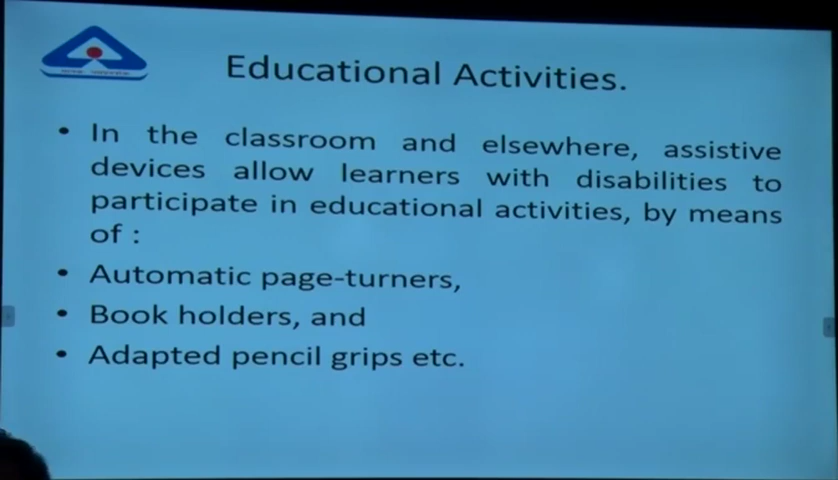 Educational Activities.
• In the classroom and elsewhere, assistive
devices allow learners with disabilities to
participate in educational activities, by means
of :
• Automatic page-turners,
• Book holders, and
• Adapted pencil grips etc.